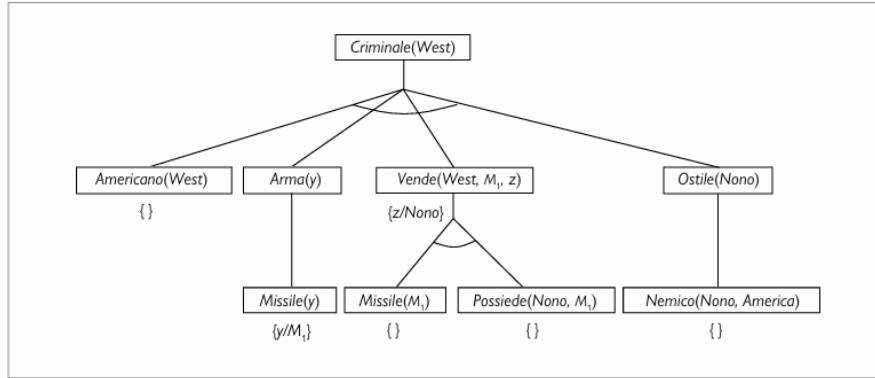 Criminale(West)
Americano(West) Arma(y) Vende(West, M₁, z) Ostile(Nono)
{ } {z/Nono}
Missile(y) Missile(M₁) Possiede(Nono, M₁) Nemico(Nono, America)
{y/M₁} { } { } { }